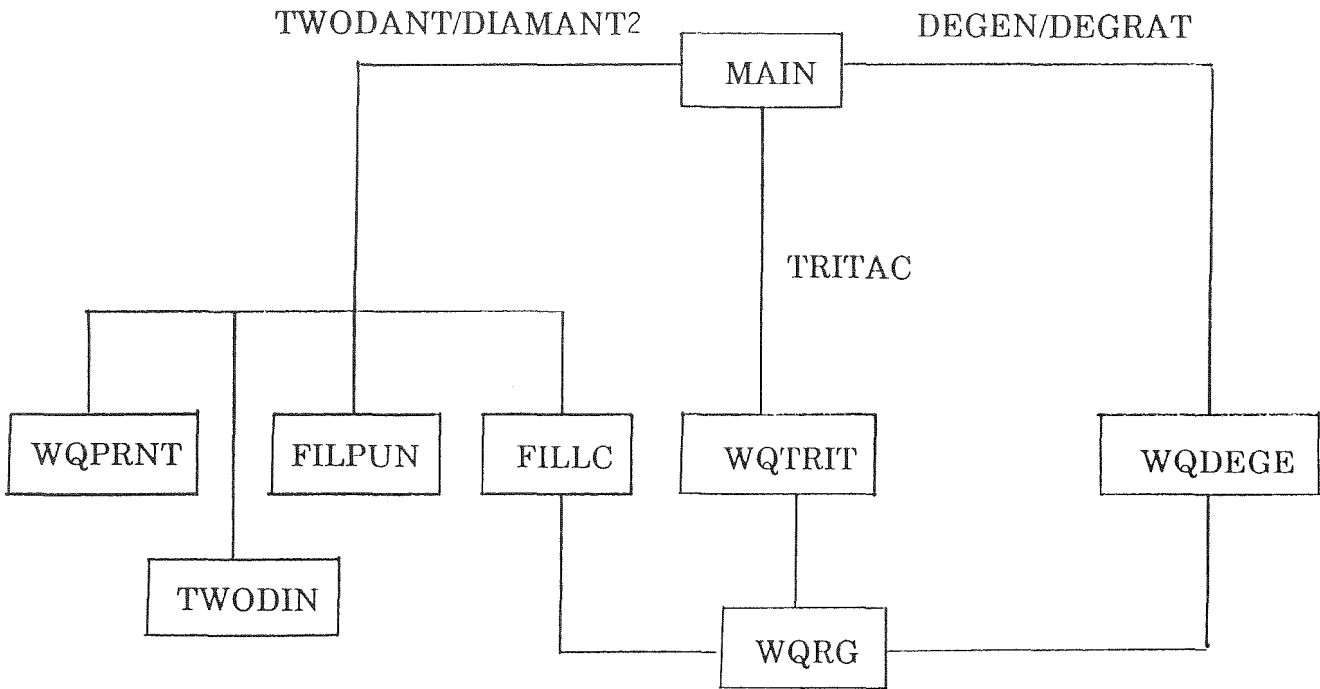 TWODANT/DIAMANT2
DEGEN/DEGRAT
MAIN
TRITAC
WQPRNT
FILPUN
FILLC
WQTRIT
WQDEGE
TWODIN
WQRG